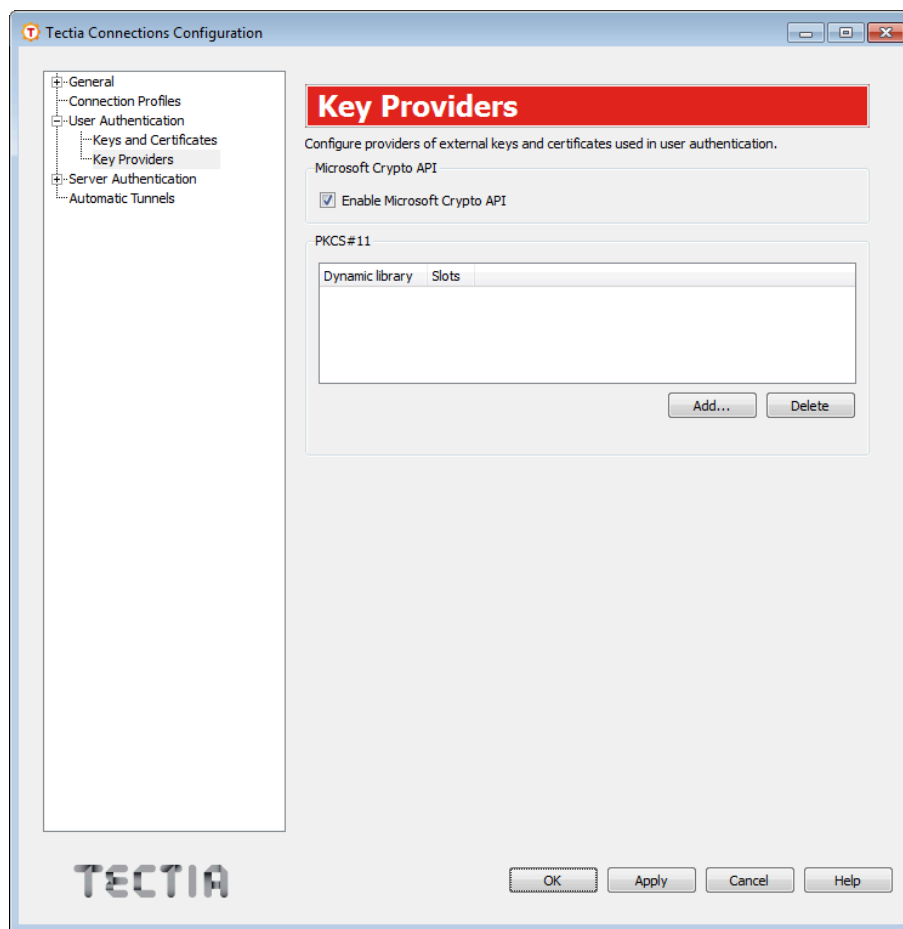 Tectia Connections Configuration
General
Connection Profiles
User Authentication
Keys and Certificates
Key Providers
Server Authentication
Automatic Tunnels
Key Providers
Configure providers of external keys and certificates used in user authentication.
Microsoft Crypto API
Enable Microsoft Crypto API
PKCS#11
Dynamic library Slots
Add... Delete
TECTIA
OK Apply Cancel Help